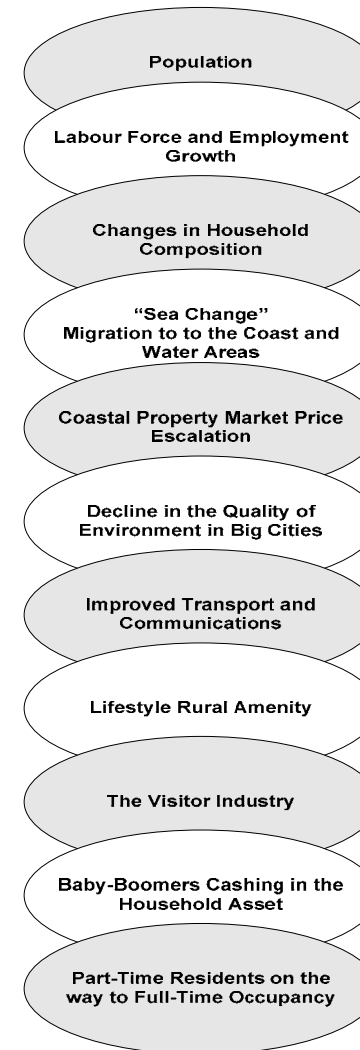 Population
Labour Force and Employment
Growth
Changes in Household
Composition
“Sea Change”
Migration to to the Coast and
Water Areas
Coastal Property Market Price
Escalation
Decline in the Quality of
Environment in Big Cities
Improved Transport and
Communications
Lifestyle Rural Amenity
The Visitor Industry
Baby-Boomers Cashing in the
Household Asset
Part-Time Residents on the
way to Full-Time Occupancy